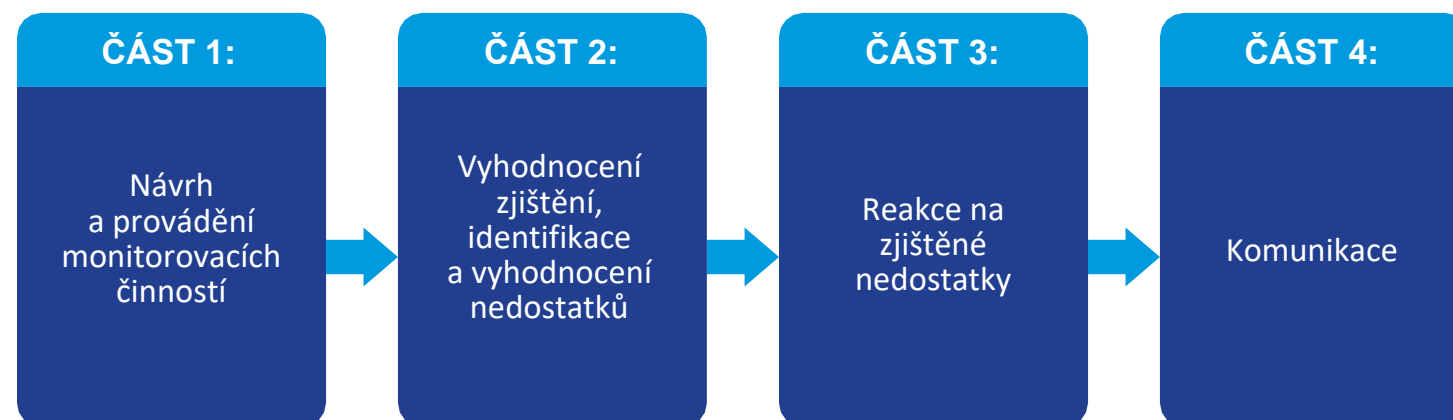 ČÁST 1:
Návrh
a provádění
monitorovacích
činností
ČÁST 2:
Vyhodnocení
zjištění,
identifikace
a vyhodnocení
nedostatků
ČÁST 3:
Reakce na
zjištěné
nedostatky
ČÁST 4:
Komunikace